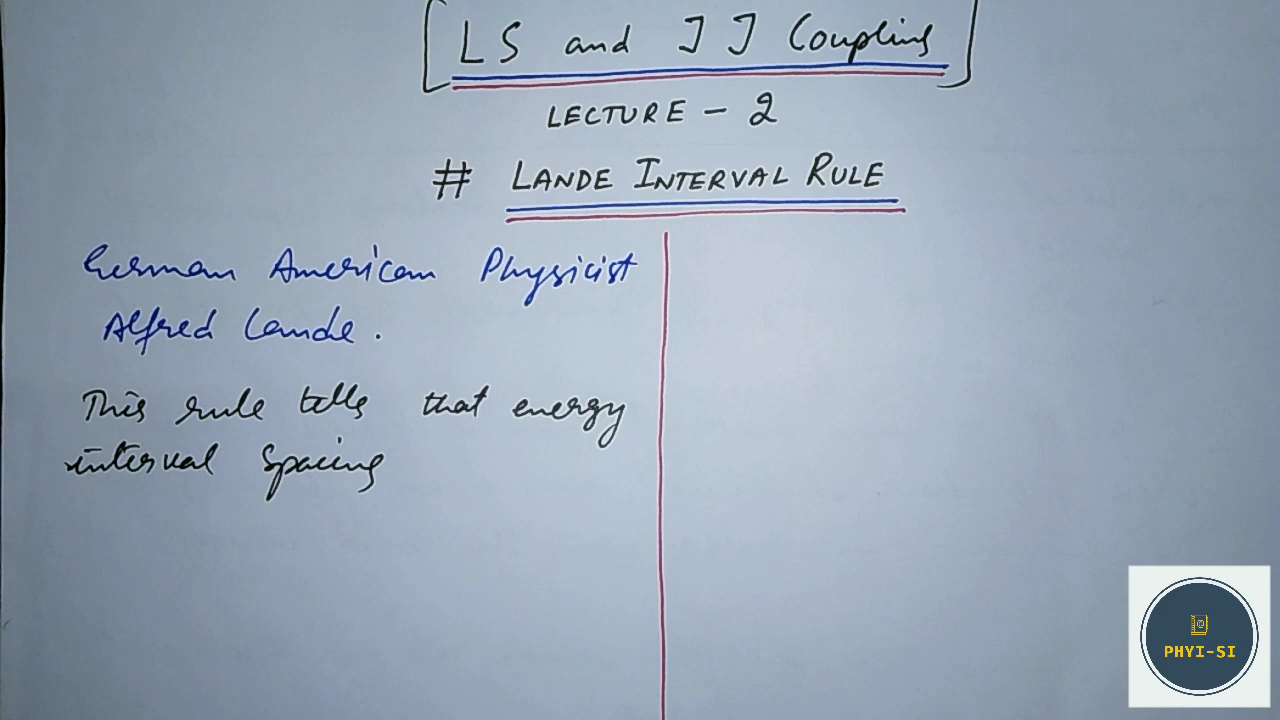 LS and JJ Coupling
LECTURE - 2
# LANDE INTERVAL RULE
German American Physicist
Alfred Lande.
This rule tells that energy
interval spacing
PHYI-SI